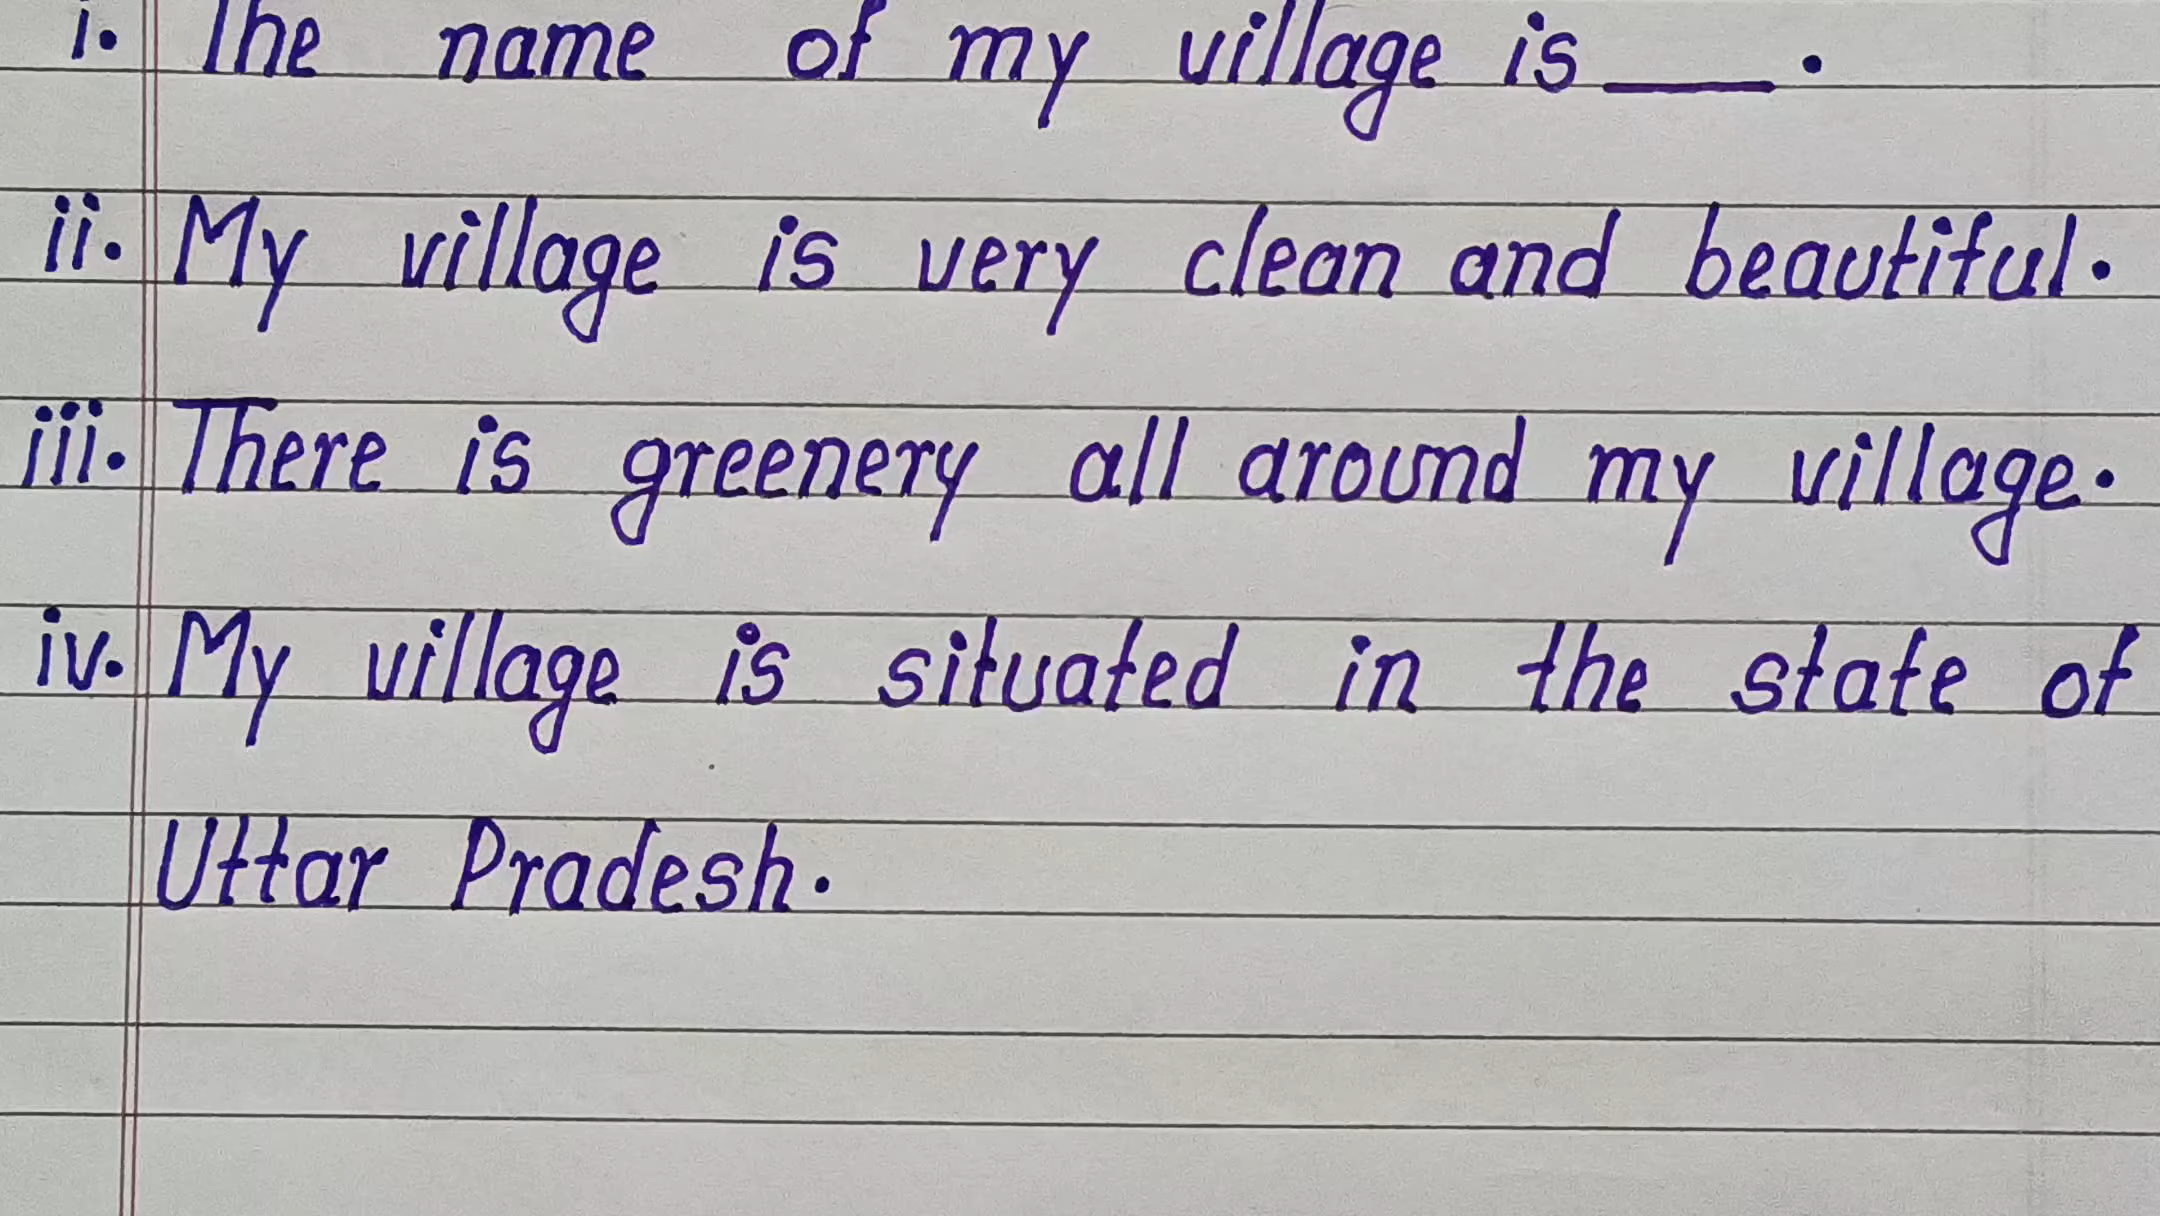 i. The name of my village is ___.
ii. My village is very clean and beautiful.
iii. There is greenery all around my village.
iv. My village is situated in the state of
Uttar Pradesh.